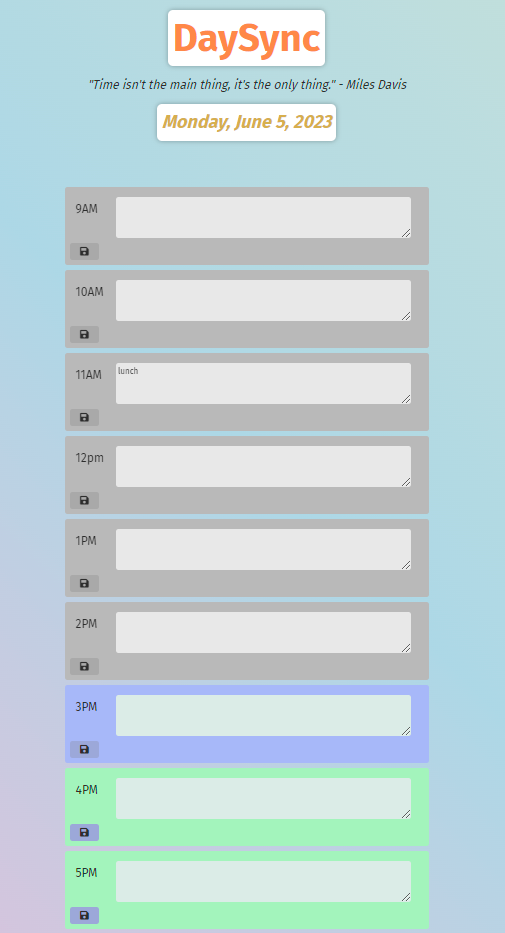 DaySync
"Time isn't the main thing, it's the only thing." - Miles Davis
Monday, June 5, 2023
9AM
10AM
11AM
lunch
12pm
1PM
2PM
3PM
4PM
5PM